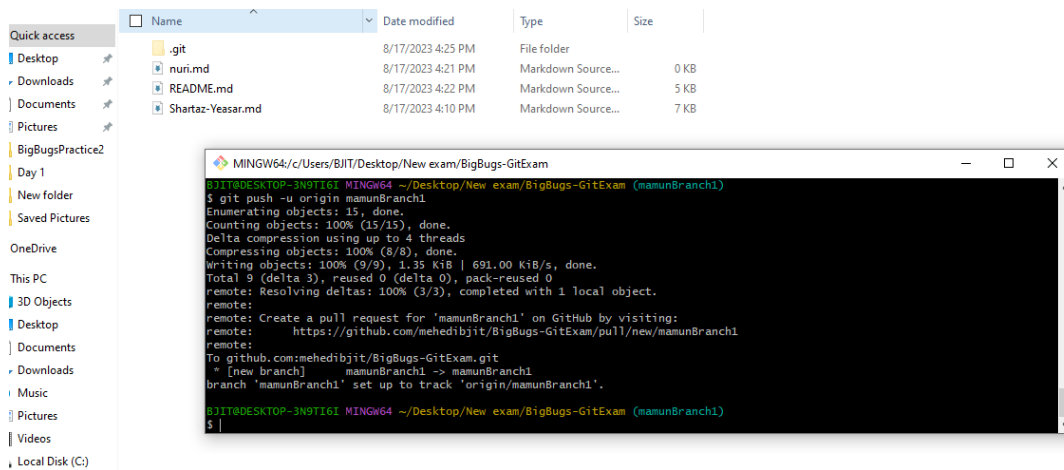 Name Date modified Type Size
Quick access
Desktop
Downloads
Documents
Pictures
BigBugsPractice2
Day 1
New folder
Saved Pictures
OneDrive
This PC
3D Objects
Desktop
Documents
Downloads
Music
Pictures
Videos
Local Disk (C:)
.git 8/17/2023 4:25 PM File folder
nuri.md 8/17/2023 4:21 PM Markdown Source... 0 KB
README.md 8/17/2023 4:22 PM Markdown Source... 5 KB
Shartaz-Yeasar.md 8/17/2023 4:10 PM Markdown Source... 7 KB
MINGW64:/c/Users/BJIT/Desktop/New exam/BigBugs-GitExam
BJIT@DESKTOP-3N9TI6I MINGW64 ~/Desktop/New exam/BigBugs-GitExam (mamunBranch1)
$ git push -u origin mamunBranch1
Enumerating objects: 15, done.
Counting objects: 100% (15/15), done.
Delta compression using up to 4 threads
Compressing objects: 100% (8/8), done.
Writing objects: 100% (9/9), 1.35 KiB | 691.00 KiB/s, done.
Total 9 (delta 3), reused 0 (delta 0), pack-reused 0
remote: Resolving deltas: 100% (3/3), completed with 1 local object.
remote:
remote: Create a pull request for 'mamunBranch1' on GitHub by visiting:
remote:      https://github.com/mehedibjit/BigBugs-GitExam/pull/new/mamunBranch1
remote:
To github.com:mehedibjit/BigBugs-GitExam.git
 * [new branch]      mamunBranch1 -> mamunBranch1
branch 'mamunBranch1' set up to track 'origin/mamunBranch1'.
BJIT@DESKTOP-3N9TI6I MINGW64 ~/Desktop/New exam/BigBugs-GitExam (mamunBranch1)
$